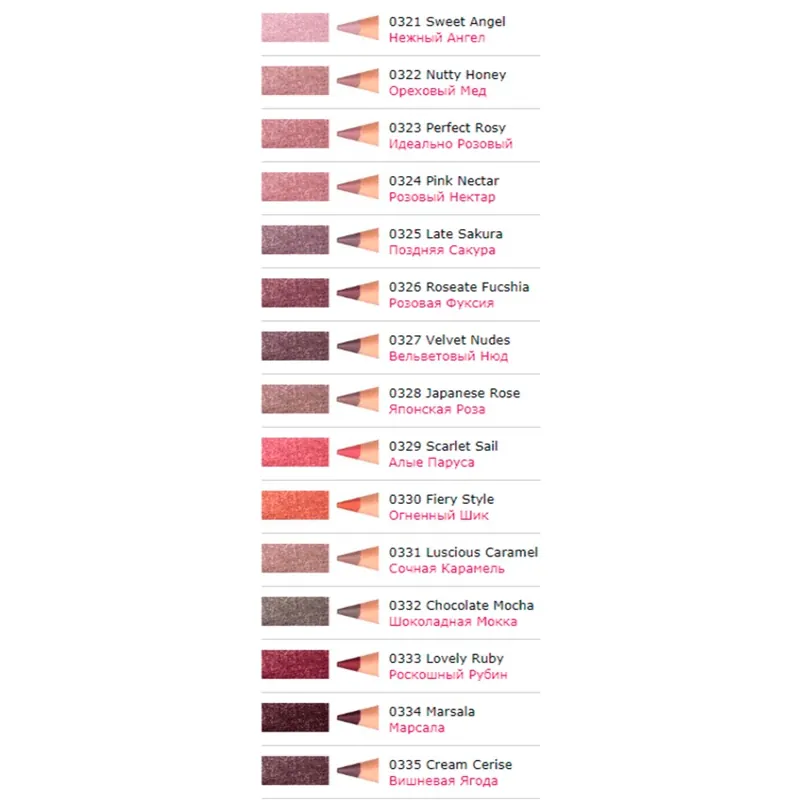 0321 Sweet Angel
Нежный Ангел
0322 Nutty Honey
Ореховый Мед
0323 Perfect Rosy
Идеально Розовый
0324 Pink Nectar
Розовый Нектар
0325 Late Sakura
Поздняя Сакура
0326 Roseate Fucshia
Розовая Фуксия
0327 Velvet Nudes
Вельветовый Нюд
0328 Japanese Rose
Японская Роза
0329 Scarlet Sail
Алые Паруса
0330 Fiery Style
Огненный Шик
0331 Luscious Caramel
Сочная Карамель
0332 Chocolate Mocha
Шоколадная Мокка
0333 Lovely Ruby
Роскошный Рубин
0334 Marsala
Марсала
0335 Cream Cerise
Вишневая Ягода